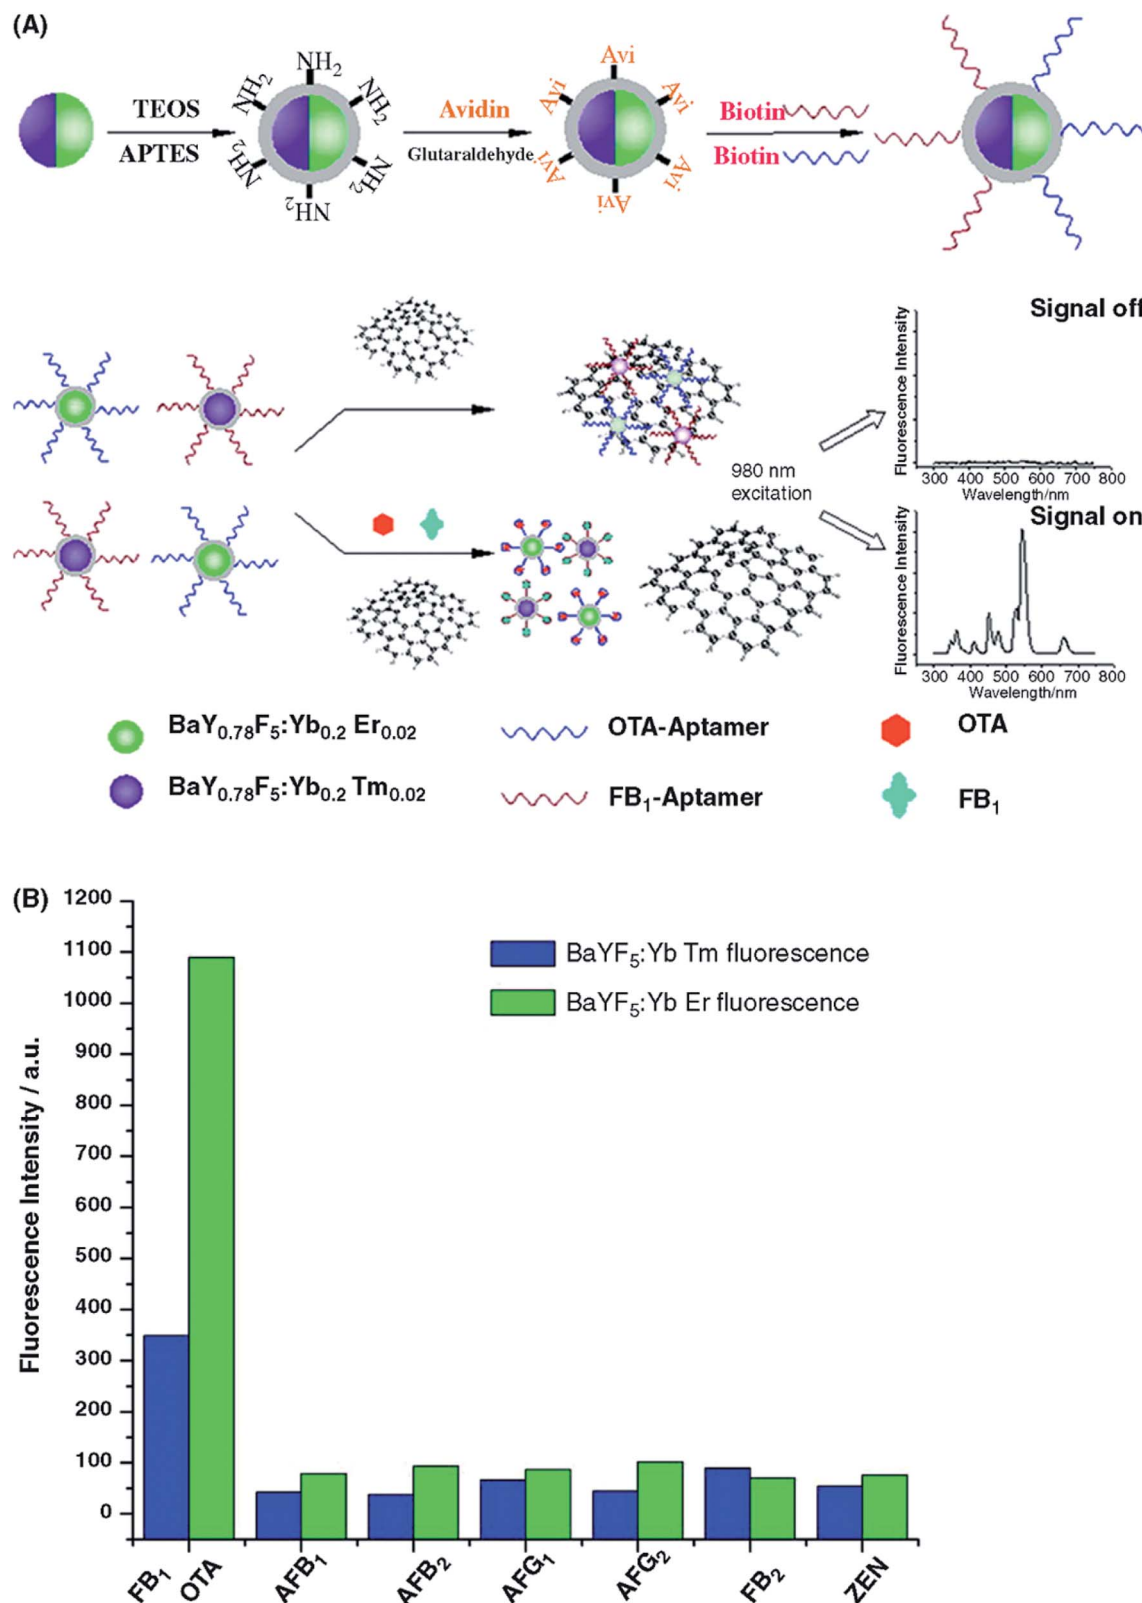 (A)
NH2
NH2
NH2
NH2
NH2
NH2
TEOS
APTES
Avidin
Glutaraldehyde
Avi
Avi
Avi
Avi
Avi
Avi
Biotin
Biotin
Signal off
Fluorescence Intensity
300 400 500 600 700 800
Wavelength/nm
980 nm
excitation
Signal on
Fluorescence Intensity
300 400 500 600 700 800
Wavelength/nm
BaY0.78F5:Yb0.2 Er0.02
OTA-Aptamer
OTA
BaY0.78F5:Yb0.2 Tm0.02
FB1-Aptamer
FB1
(B)
1200
1100
1000
900
800
700
600
500
400
300
200
100
0
Fluorescence Intensity / a.u.
BaYF5:Yb Tm fluorescence
BaYF5:Yb Er fluorescence
FB1 OTA AFB1 AFB2 AFG1 AFG2 FB2 ZEN